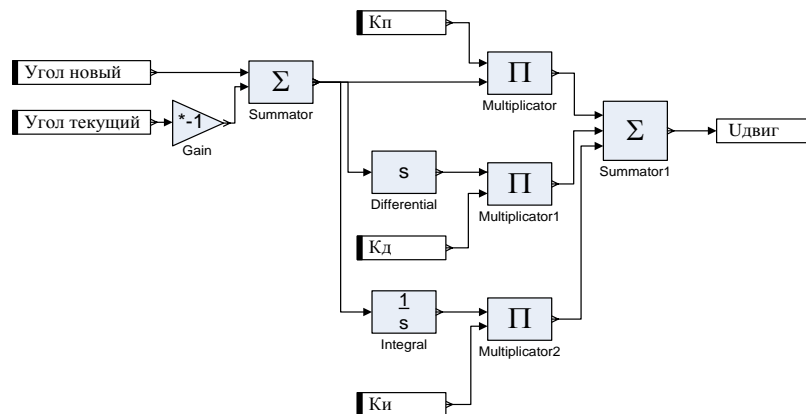 Кп
Угол новый
Σ
Π
Summator
Multiplicator
Угол текущий
*-1
Gain
Σ
Uдвиг
Summator1
s
Π
Differential
Multiplicator1
Кд
1
s
Π
Integral
Multiplicator2
Ки